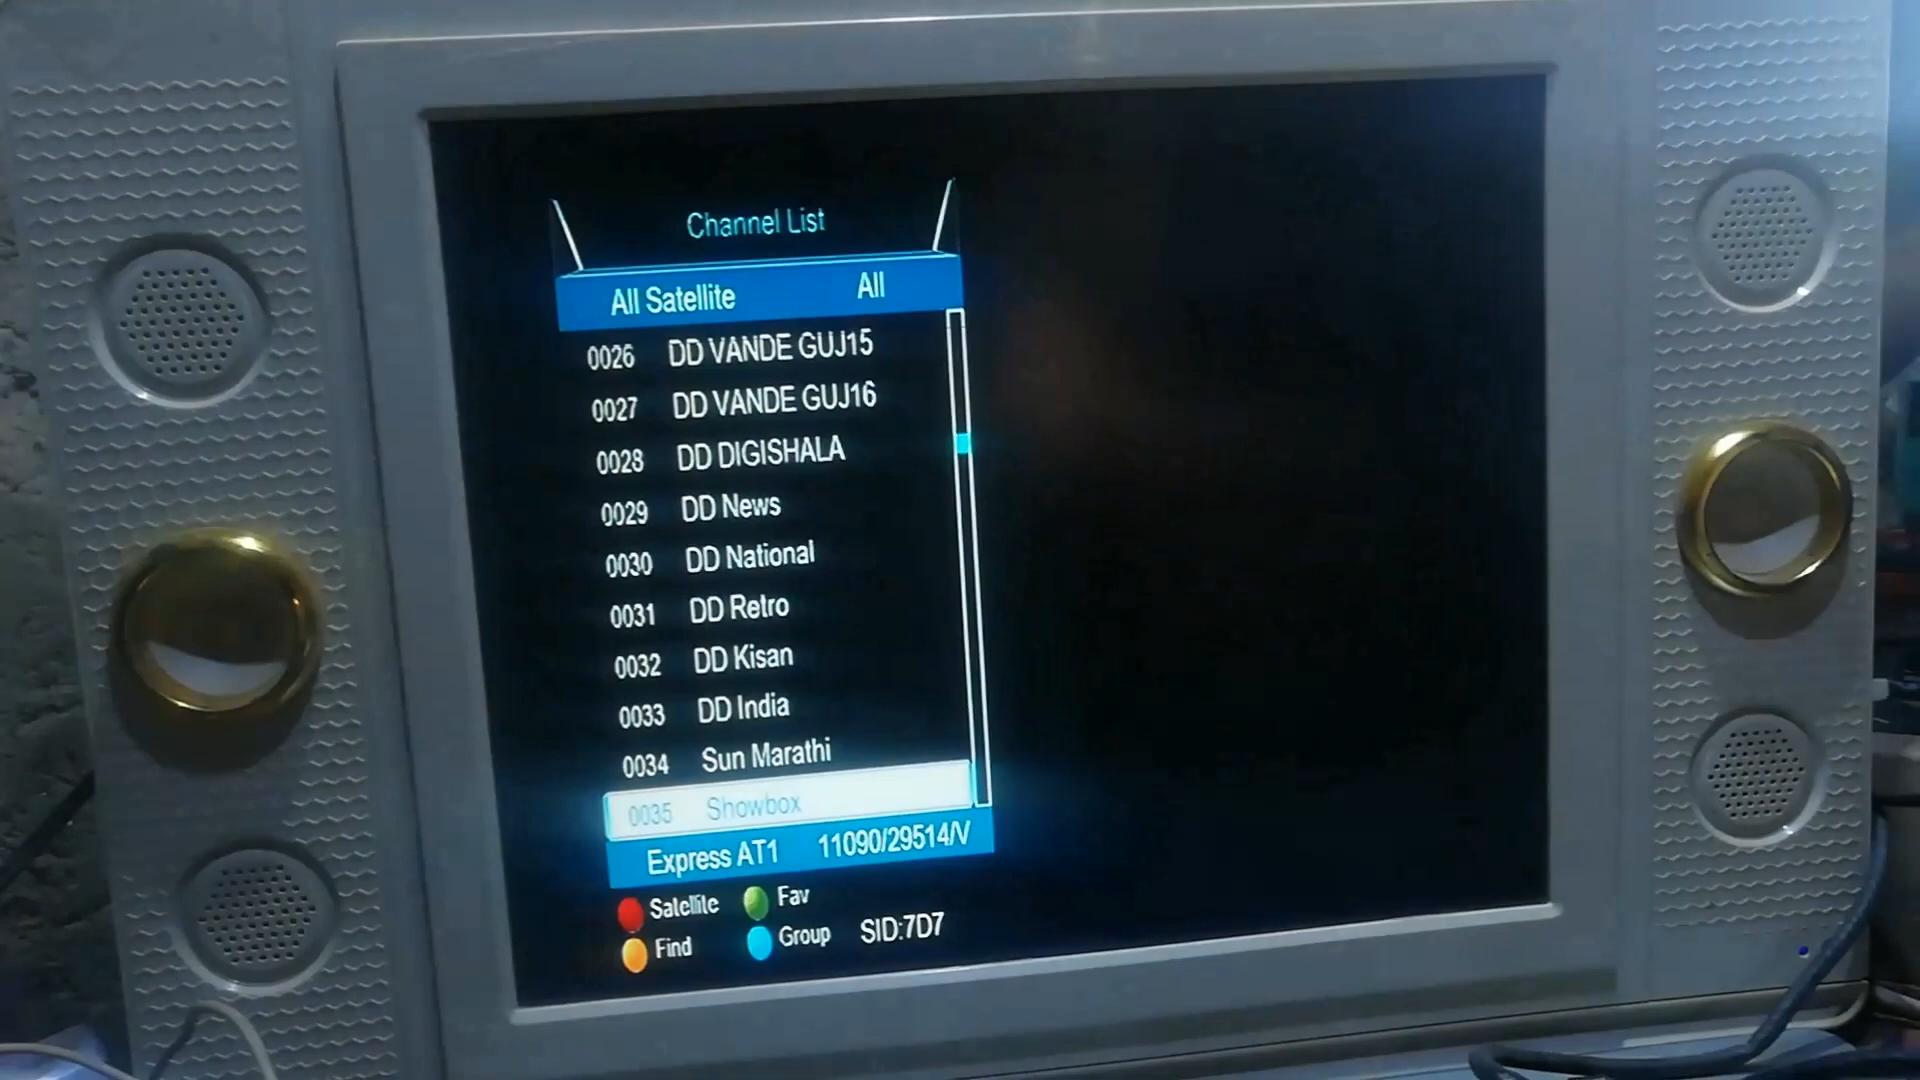 Channel List
All Satellite All
0026 DD VANDE GUJ15
0027 DD VANDE GUJ16
0028 DD DIGISHALA
0029 DD News
0030 DD National
0031 DD Retro
0032 DD Kisan
0033 DD India
0034 Sun Marathi
0035 Showbox
Express AT1 11090/29514/V
Satellite Fav
Find Group SID:7D7